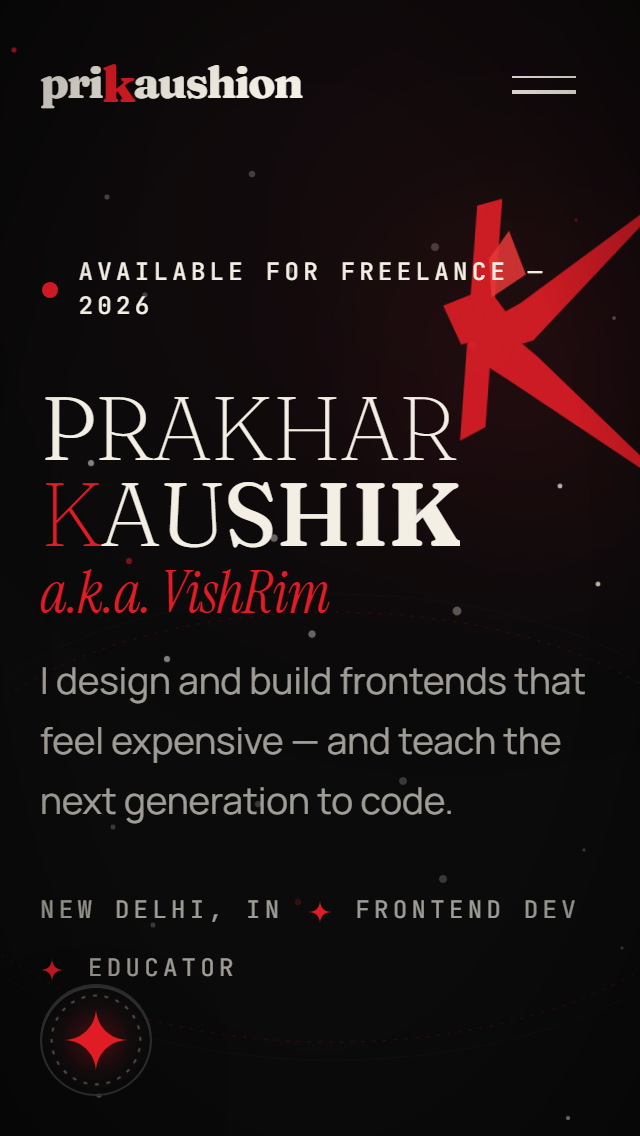 prikaushion
AVAILABLE FOR FREELANCE —
2026
PRAKHAR
KAUSHIK
a.k.a. VishRim
I design and build frontends that
feel expensive — and teach the
next generation to code.
NEW DELHI, IN ✦ FRONTEND DEV
✦ EDUCATOR